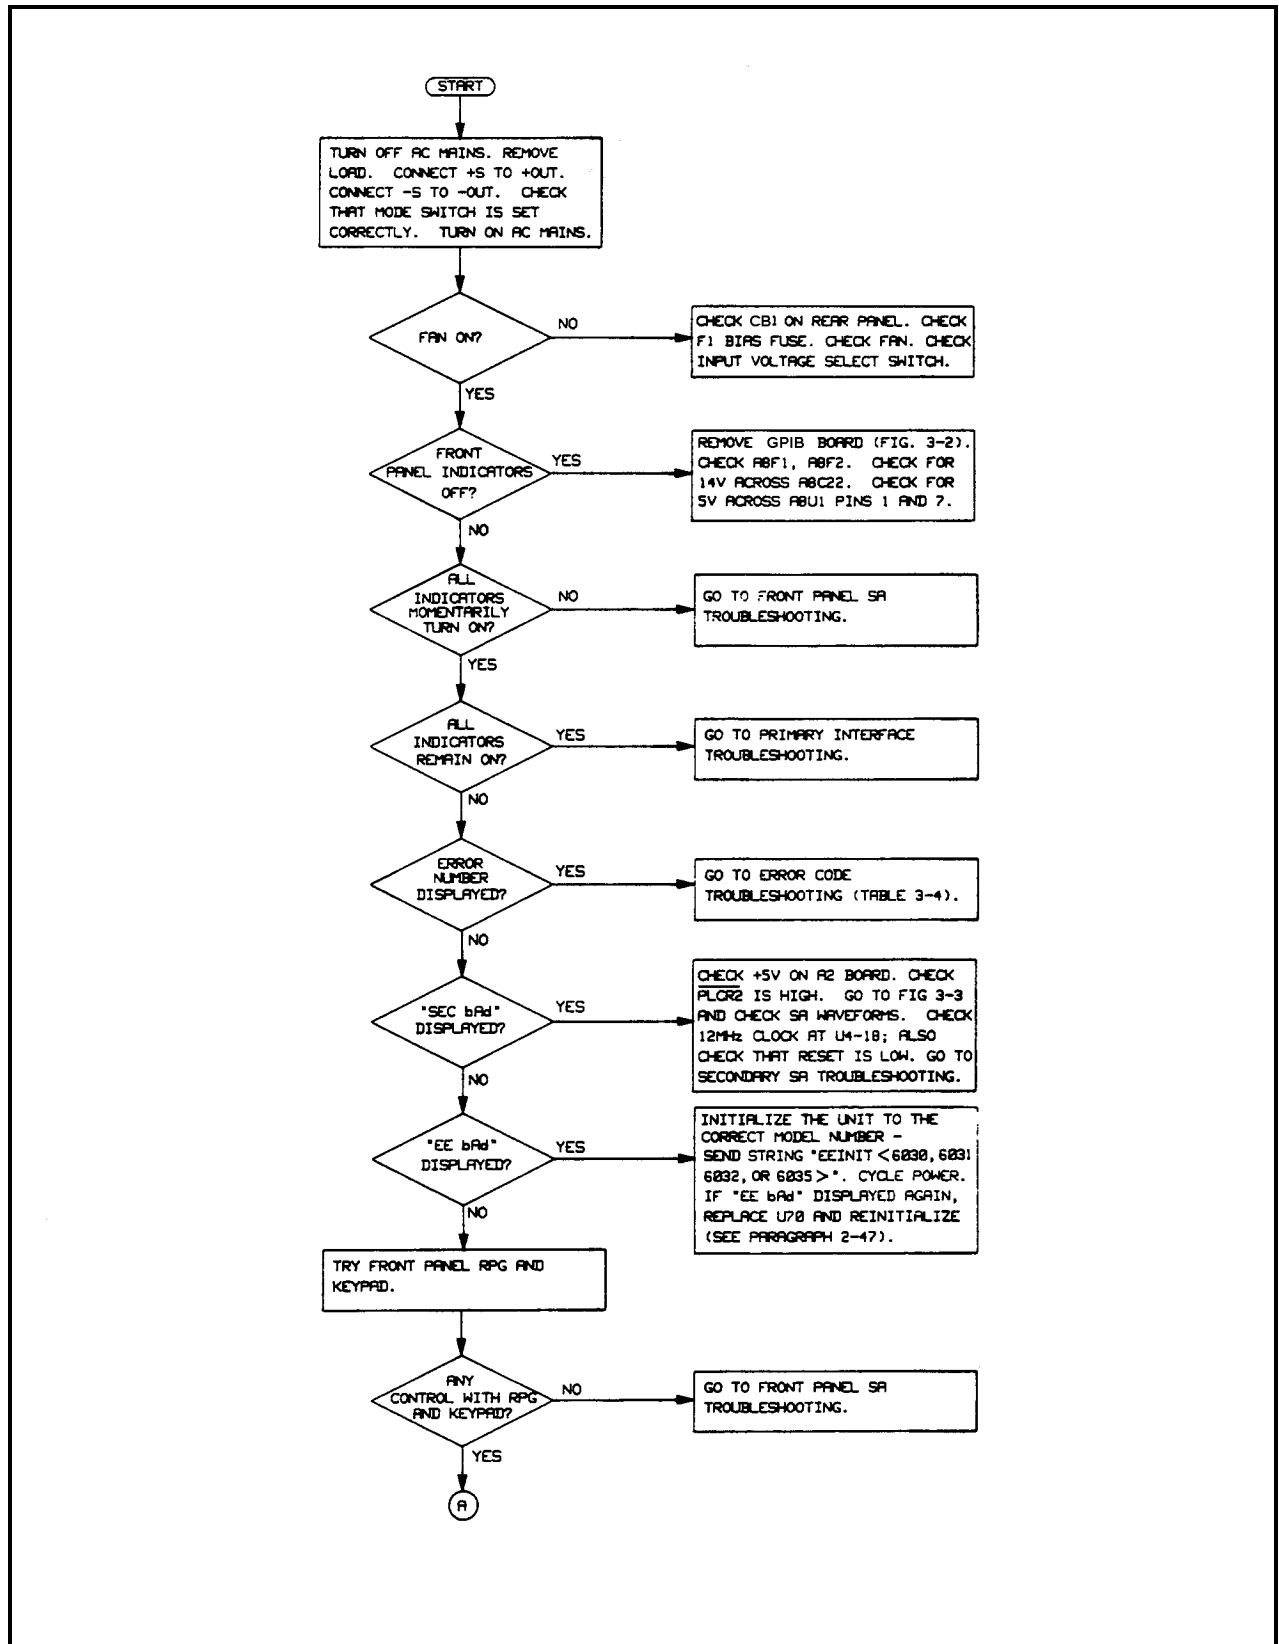 START
TURN OFF AC MAINS. REMOVE
LOAD. CONNECT +S TO +OUT.
CONNECT -S TO -OUT. CHECK
THAT MODE SWITCH IS SET
CORRECTLY. TURN ON AC MAINS.
FAN ON?
NO
CHECK CB1 ON REAR PANEL. CHECK
F1 BIAS FUSE. CHECK FAN. CHECK
INPUT VOLTAGE SELECT SWITCH.
YES
FRONT
PANEL INDICATORS
OFF?
YES
REMOVE GPIB BOARD (FIG. 3-2).
CHECK A8F1, A8F2. CHECK FOR
14V ACROSS A8C22. CHECK FOR
5V ACROSS A8U1 PINS 1 AND 7.
NO
ALL
INDICATORS
MOMENTARILY
TURN ON?
NO
GO TO FRONT PANEL SA
TROUBLESHOOTING.
YES
ALL
INDICATORS
REMAIN ON?
YES
GO TO PRIMARY INTERFACE
TROUBLESHOOTING.
NO
ERROR
NUMBER
DISPLAYED?
YES
GO TO ERROR CODE
TROUBLESHOOTING (TABLE 3-4).
NO
"SEC bAd"
DISPLAYED?
YES
CHECK +5V ON A2 BOARD. CHECK
PLCR2 IS HIGH. GO TO FIG 3-3
AND CHECK SA WAVEFORMS. CHECK
12MHz CLOCK AT U4-18; ALSO
CHECK THAT RESET IS LOW. GO TO
SECONDARY SA TROUBLESHOOTING.
NO
"EE bAd"
DISPLAYED?
YES
INITIALIZE THE UNIT TO THE
CORRECT MODEL NUMBER -
SEND STRING "EEINIT <6030, 6031
6032, OR 6035>". CYCLE POWER.
IF "EE bAd" DISPLAYED AGAIN,
REPLACE U70 AND REINITIALIZE
(SEE PARAGRAPH 2-47).
NO
TRY FRONT PANEL RPG AND
KEYPAD.
ANY
CONTROL WITH RPG
AND KEYPAD?
NO
GO TO FRONT PANEL SA
TROUBLESHOOTING.
YES
A